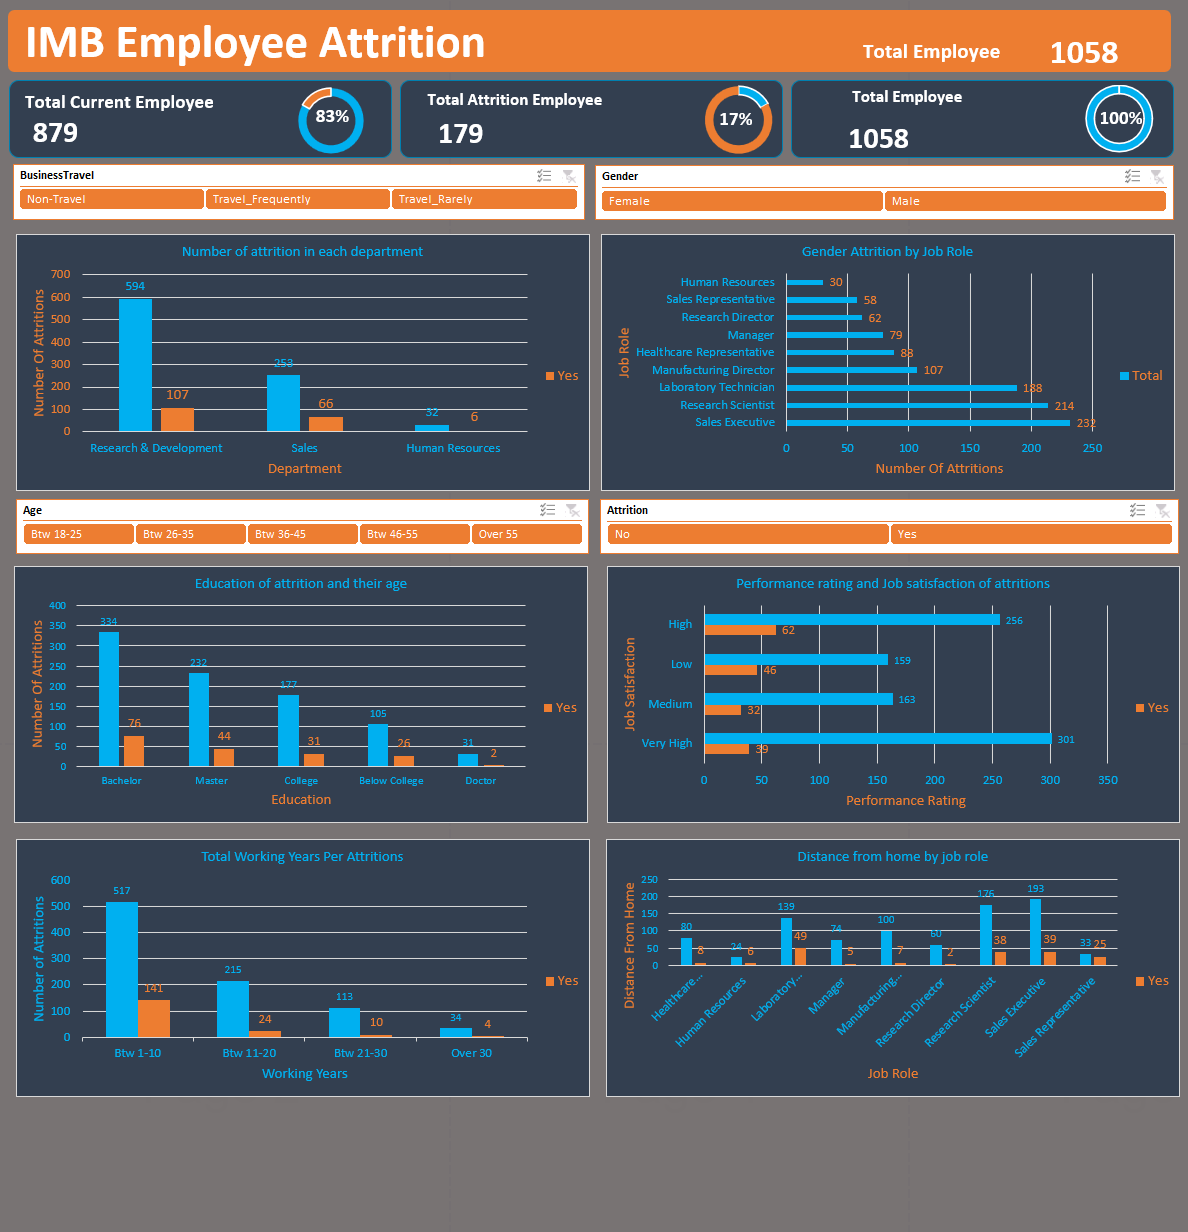 IMB Employee Attrition
Total Employee 1058
Total Current Employee
879
83%
Total Attrition Employee
179
17%
Total Employee
1058
100%
BusinessTravel
Non-Travel Travel_Frequently Travel_Rarely
Gender
Female Male
Number of attrition in each department
Number Of Attritions
700
600
500
400
300
200
100
0
594
107
253
66
32
6
Research & Development Sales Human Resources
Department
Yes
Gender Attrition by Job Role
Job Role
Human Resources 30
Sales Representative 58
Research Director 62
Manager 79
Healthcare Representative 88
Manufacturing Director 107
Laboratory Technician 188
Research Scientist 214
Sales Executive 232
0 50 100 150 200 250
Number Of Attritions
Total
Age
Btw 18-25 Btw 26-35 Btw 36-45 Btw 46-55 Over 55
Attrition
No Yes
Education of attrition and their age
Number Of Attritions
400
350
300
250
200
150
100
50
0
334
76
232
44
177
31
105
26
31
2
Bachelor Master College Below College Doctor
Education
Yes
Performance rating and Job satisfaction of attritions
Job Satisfaction
High 256
62
Low 159
46
Medium 163
32
Very High 301
39
0 50 100 150 200 250 300 350
Performance Rating
Yes
Total Working Years Per Attritions
Number of Attritions
600
500
400
300
200
100
0
517
141
215
24
113
10
34
4
Btw 1-10 Btw 11-20 Btw 21-30 Over 30
Working Years
Yes
Distance from home by job role
Distance From Home
250
200
150
100
50
0
80
8
24
6
139
49
74
5
100
7
60
2
176
38
193
39
33
25
Healthcare...
Human Resources
Laboratory...
Manager
Manufacturing...
Research Director
Research Scientist
Sales Executive
Sales Representative
Job Role
Yes